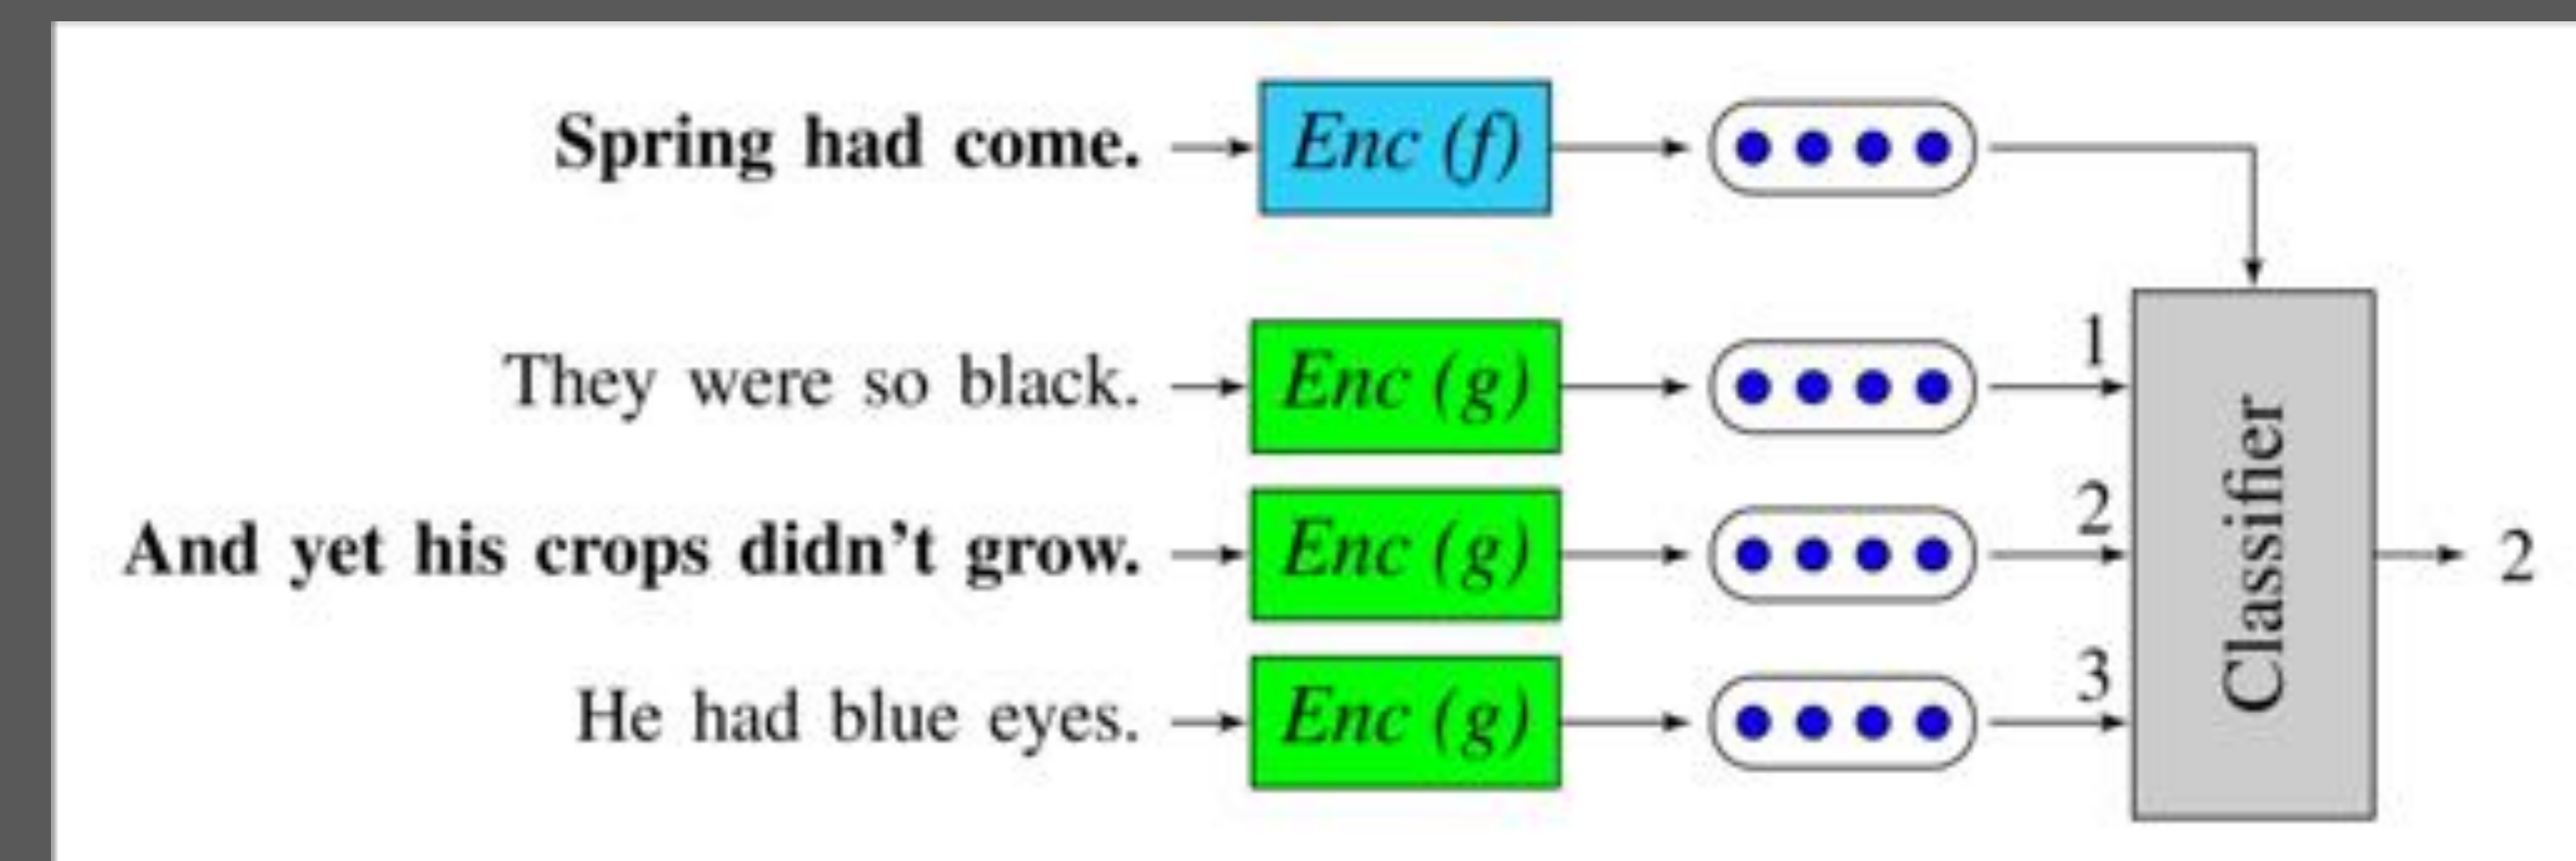 Spring had come. Enc (f)
They were so black. Enc (g) 1
And yet his crops didn't grow. Enc (g) 2 2
He had blue eyes. Enc (g) 3
Classifier